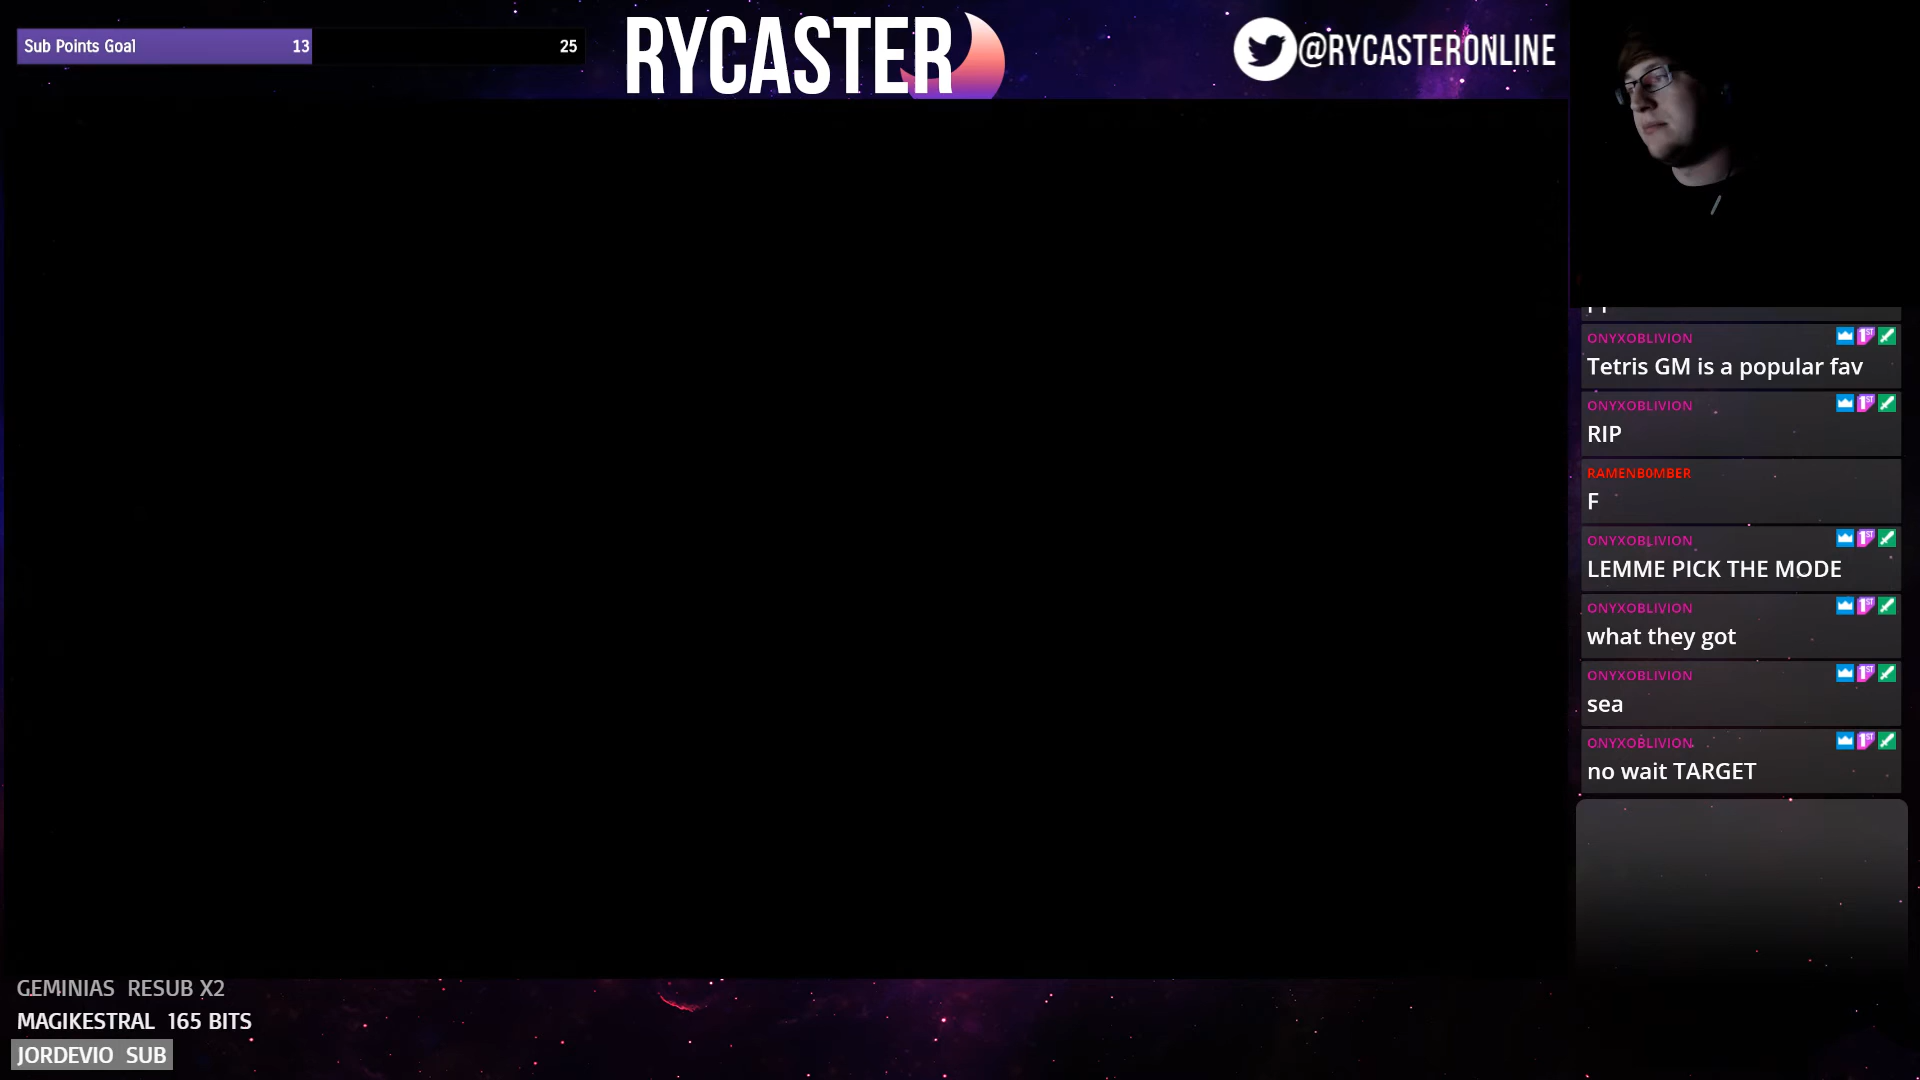 Sub Points Goal 13 25
RYCASTER
@RYCASTERONLINE
ONYXOBLIVION
Tetris GM is a popular fav
ONYXOBLIVION
RIP
RAMENB0MBER
F
ONYXOBLIVION
LEMME PICK THE MODE
ONYXOBLIVION
what they got
ONYXOBLIVION
sea
ONYXOBLIVION
no wait TARGET
GEMINIAS RESUB X2
MAGIKESTRAL 165 BITS
JORDEVIO SUB